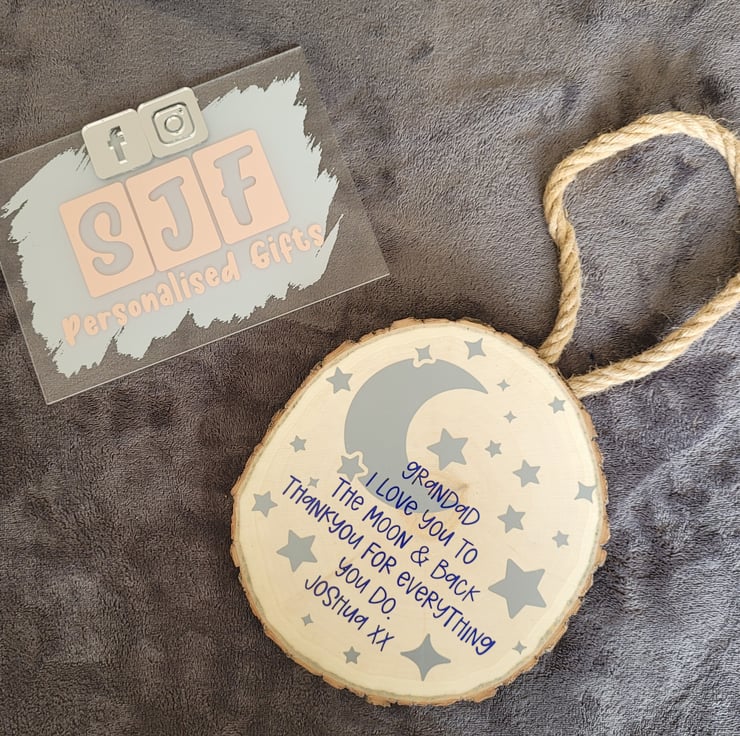 f
SJF
Personalised Gifts
GRANDAD
I LOVE YOU TO
THE MOON & BACK
THANKYOU FOR EVERYTHING
YOU DO.
JOSHUA XX